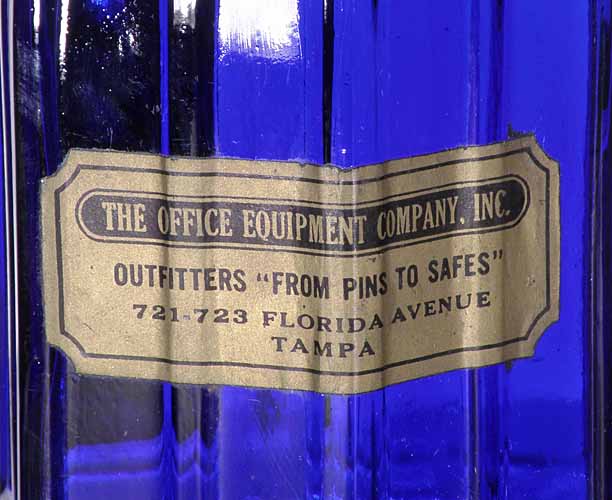 THE OFFICE EQUIPMENT COMPANY, INC.
OUTFITTERS "FROM PINS TO SAFES"
721-723 FLORIDA AVENUE
TAMPA